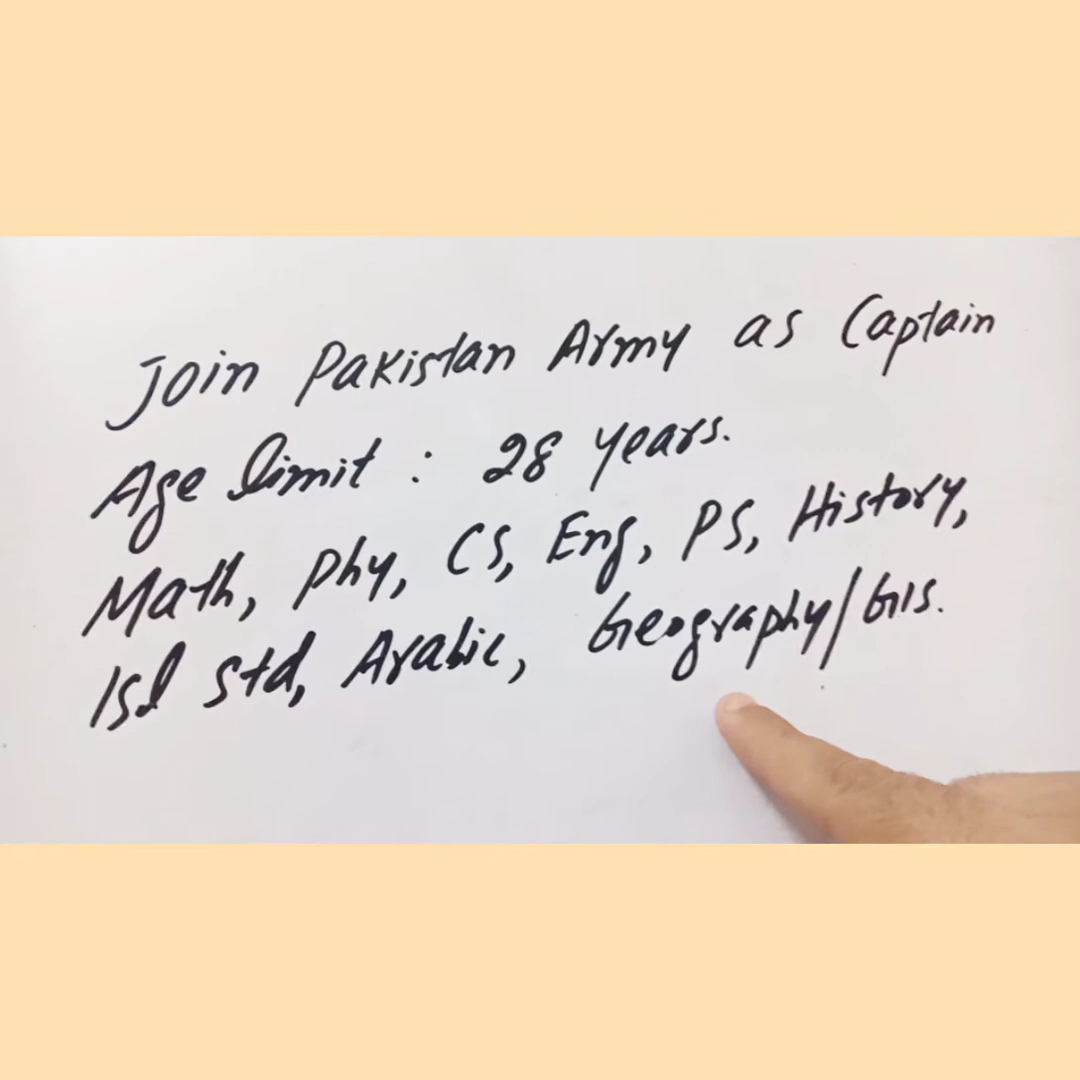 Join Pakistan Army as Captain
Age limit : 28 years.
Math, Phy, CS, Eng, PS, History,
Isl Std, Arabic, Geography/GIS.